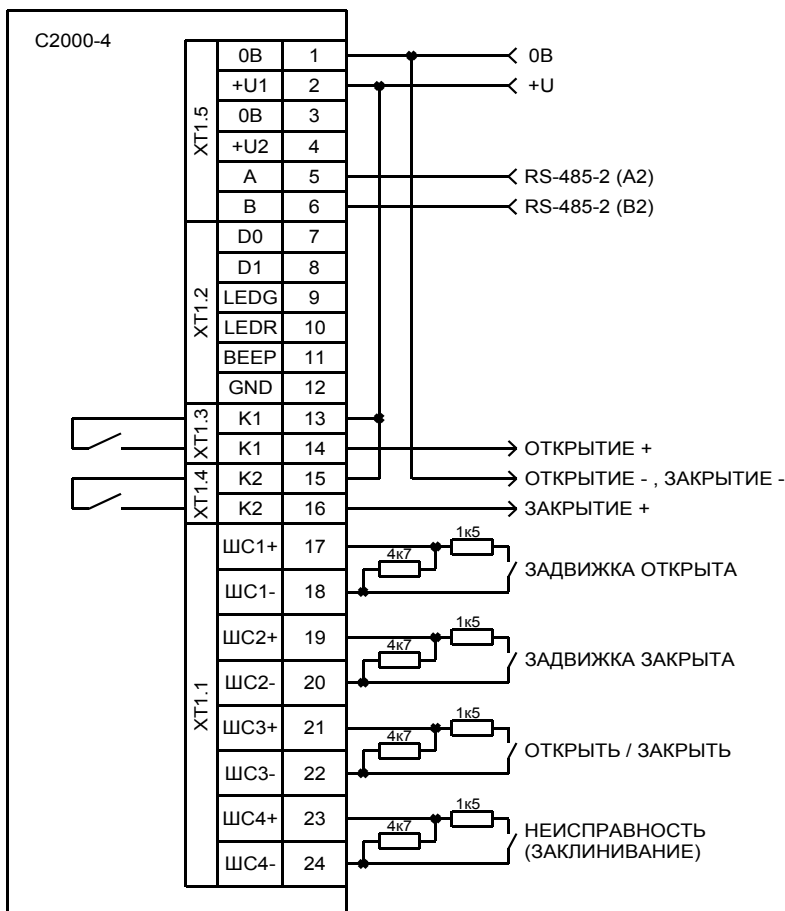 С2000-4
XT1.5
0В 1 0В
+U1 2 +U
0В 3
+U2 4
A 5 RS-485-2 (A2)
B 6 RS-485-2 (B2)
XT1.2
D0 7
D1 8
LEDG 9
LEDR 10
BEEP 11
GND 12
XT1.3
K1 13
K1 14 ОТКРЫТИЕ +
XT1.4
K2 15 ОТКРЫТИЕ - , ЗАКРЫТИЕ -
K2 16 ЗАКРЫТИЕ +
XT1.1
ШС1+ 17 4к7 1к5
ШС1- 18 ЗАДВИЖКА ОТКРЫТА
ШС2+ 19 4к7 1к5
ШС2- 20 ЗАДВИЖКА ЗАКРЫТА
ШС3+ 21 4к7 1к5
ШС3- 22 ОТКРЫТЬ / ЗАКРЫТЬ
ШС4+ 23 4к7 1к5
ШС4- 24 НЕИСПРАВНОСТЬ
(ЗАКЛИНИВАНИЕ)